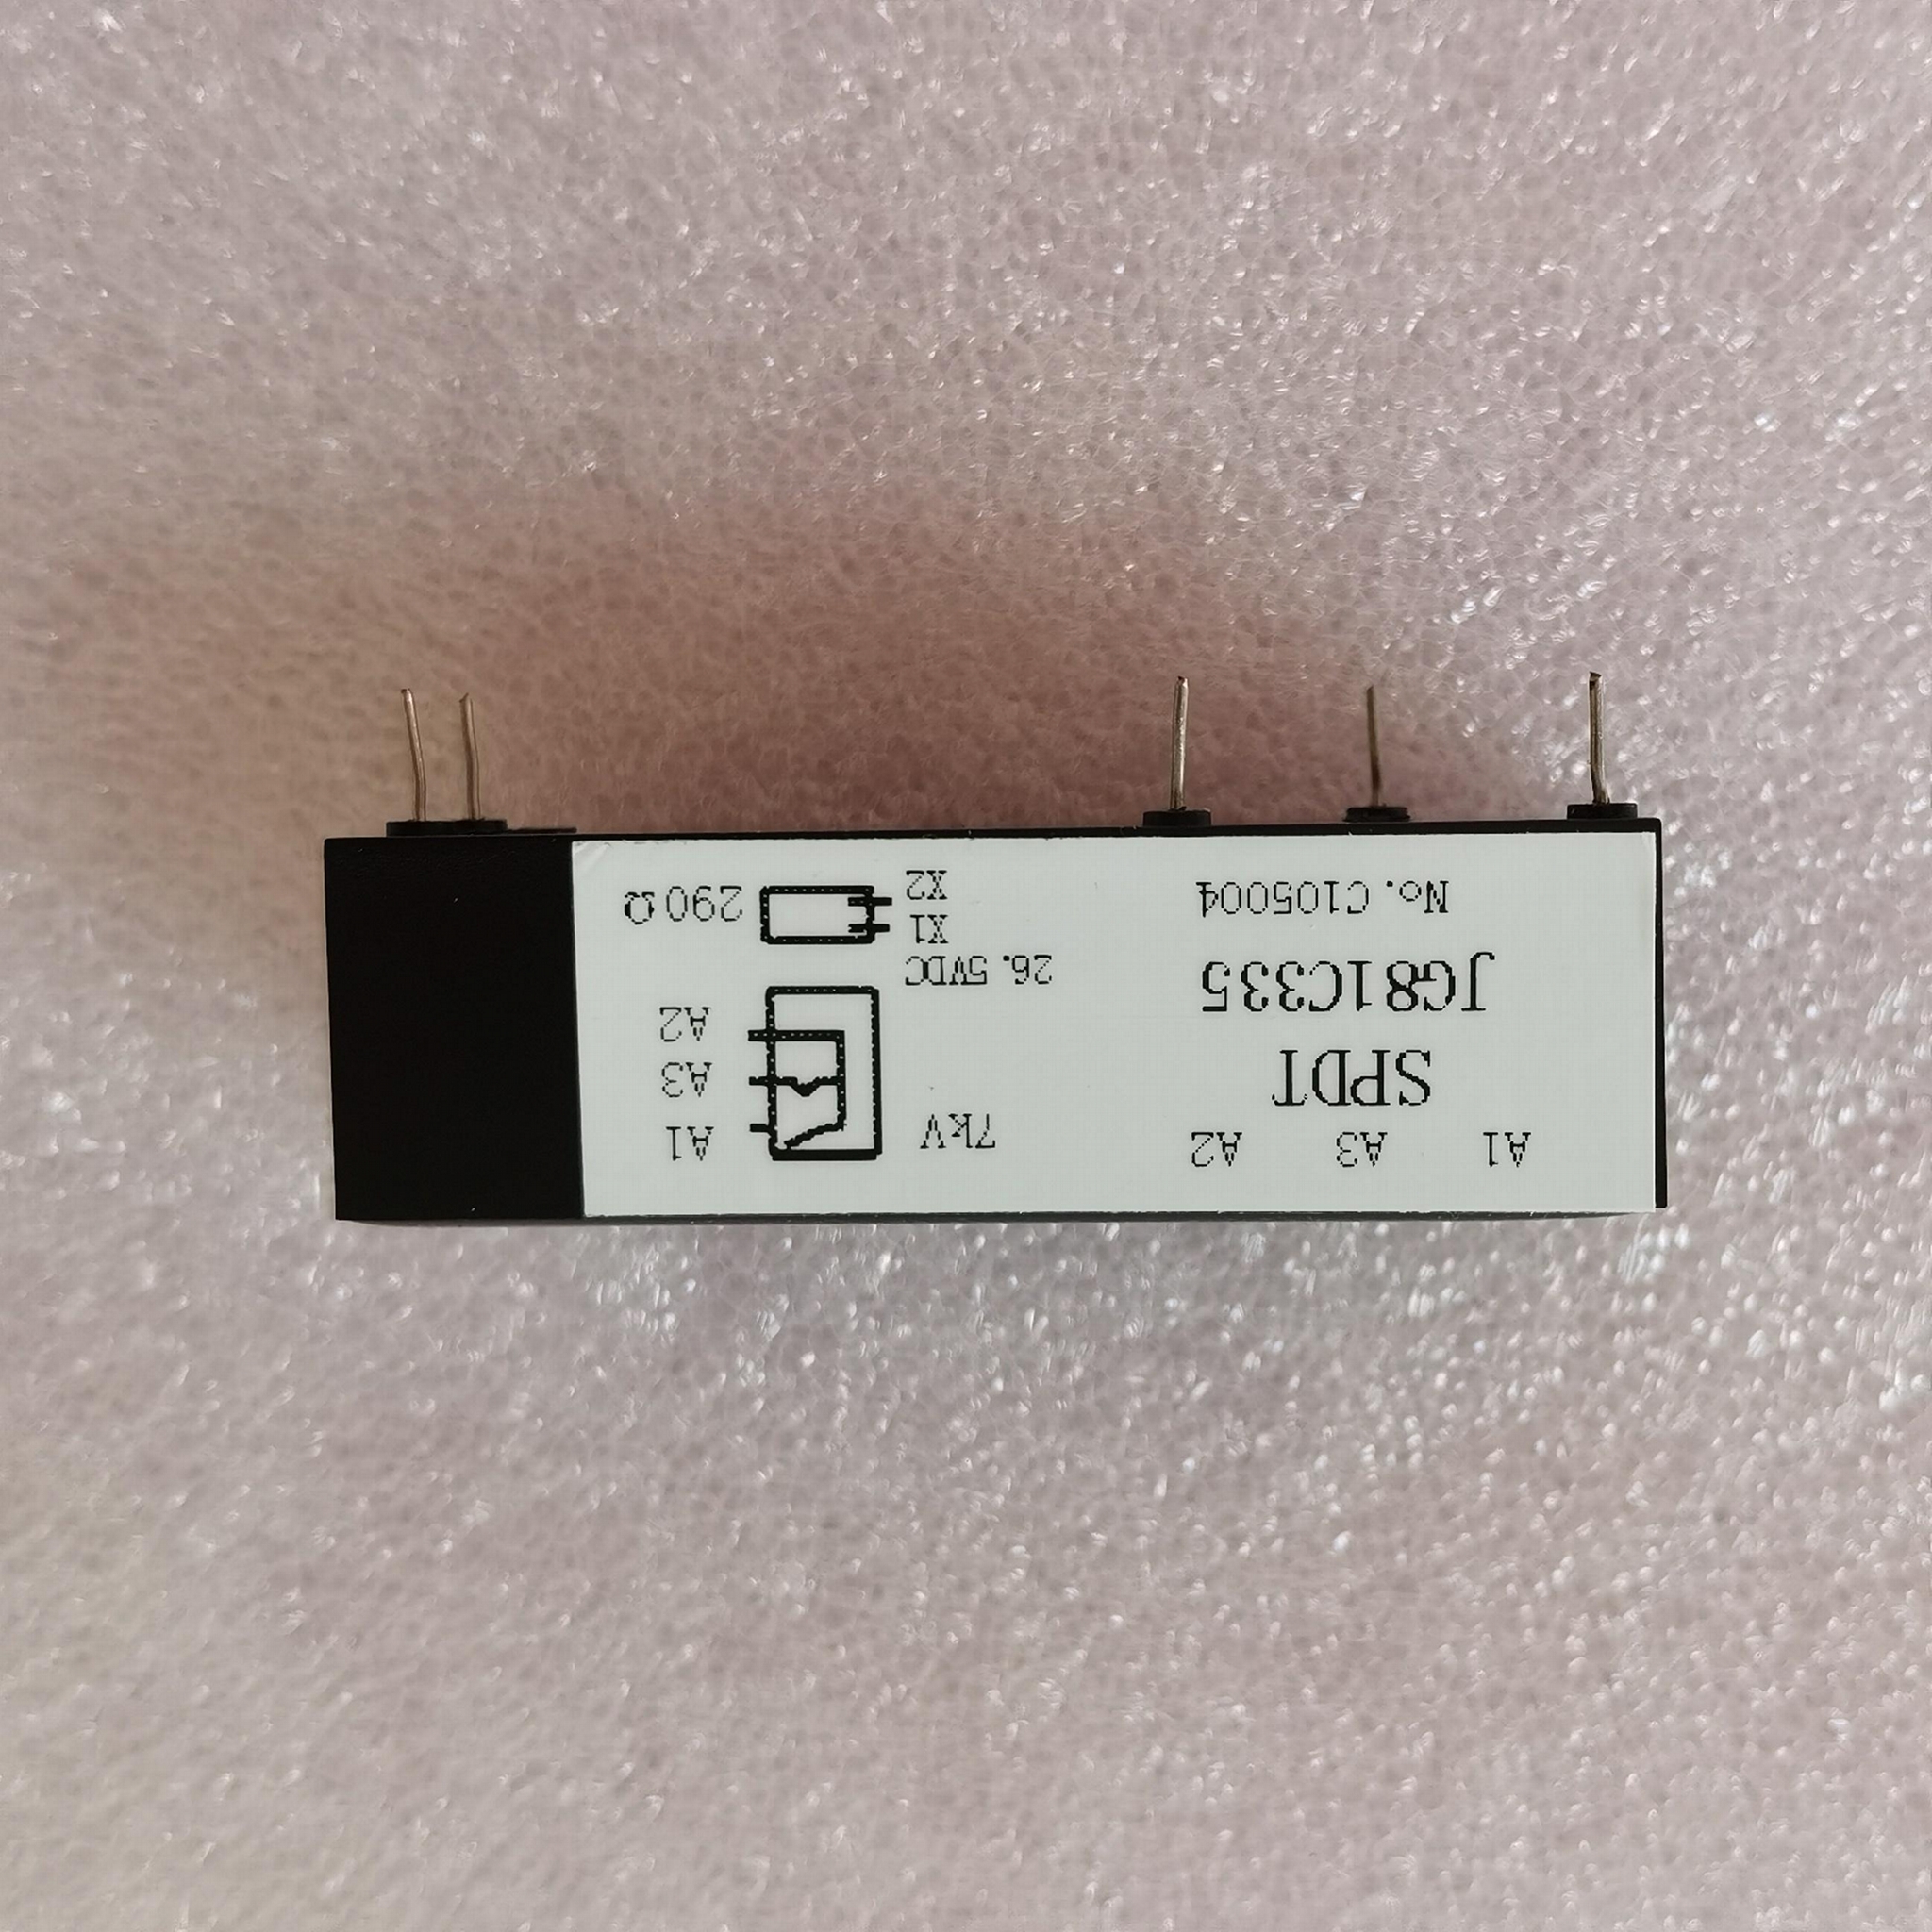 A1 A3 A2
SPDT
JG81C335
No. C105004
7kV
A1
A3
A2
26.5VDC
X1
X2
290Ω